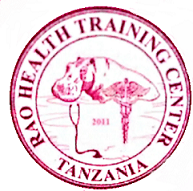 RAO HEALTH TRAINING CENTER
2011
TANZANIA